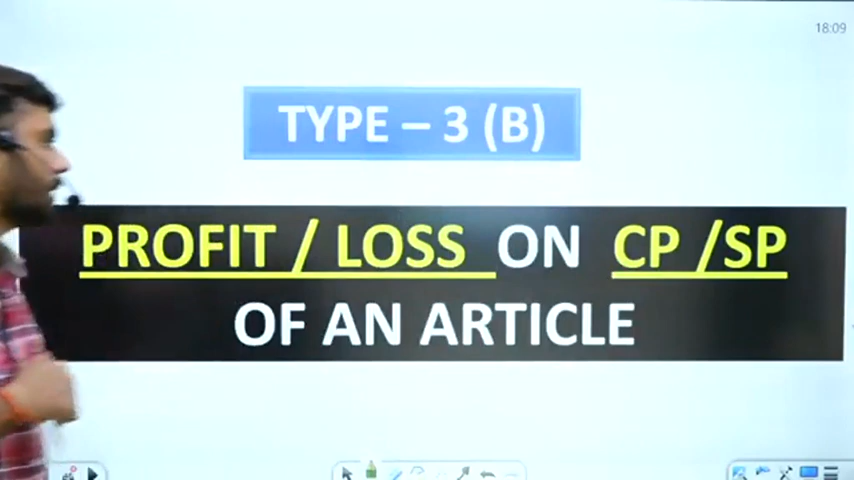 18:09
TYPE – 3 (B)
PROFIT / LOSS ON CP /SP
OF AN ARTICLE